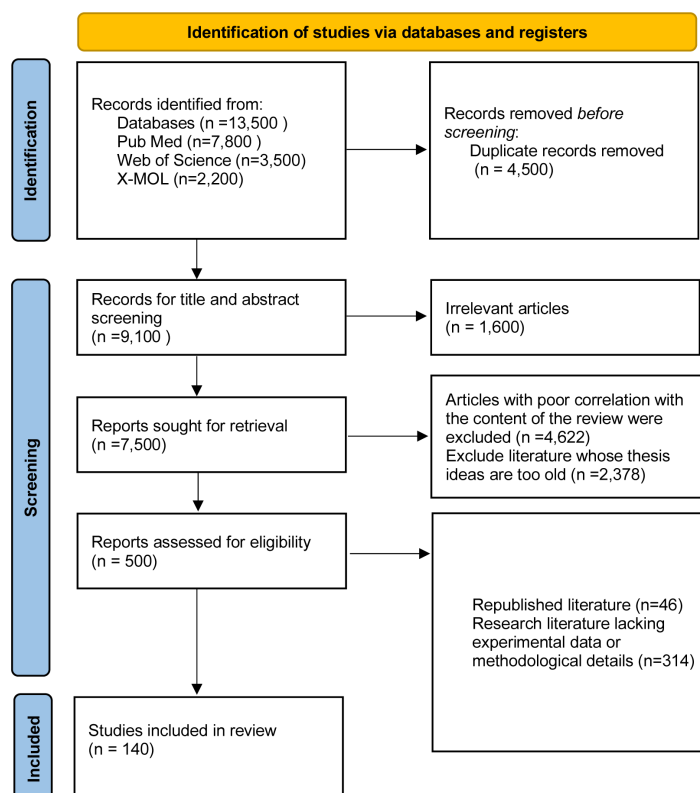 Identification of studies via databases and registers
Identification
Records identified from:
Databases (n =13,500 )
Pub Med (n=7,800 )
Web of Science (n=3,500)
X-MOL (n=2,200)
Records removed before
screening:
Duplicate records removed
(n = 4,500)
Screening
Records for title and abstract
screening
(n =9,100 )
Irrelevant articles
(n = 1,600)
Reports sought for retrieval
(n =7,500)
Articles with poor correlation with
the content of the review were
excluded (n =4,622)
Exclude literature whose thesis
ideas are too old (n =2,378)
Reports assessed for eligibility
(n = 500)
Republished literature (n=46)
Research literature lacking
experimental data or
methodological details (n=314)
Included
Studies included in review
(n = 140)